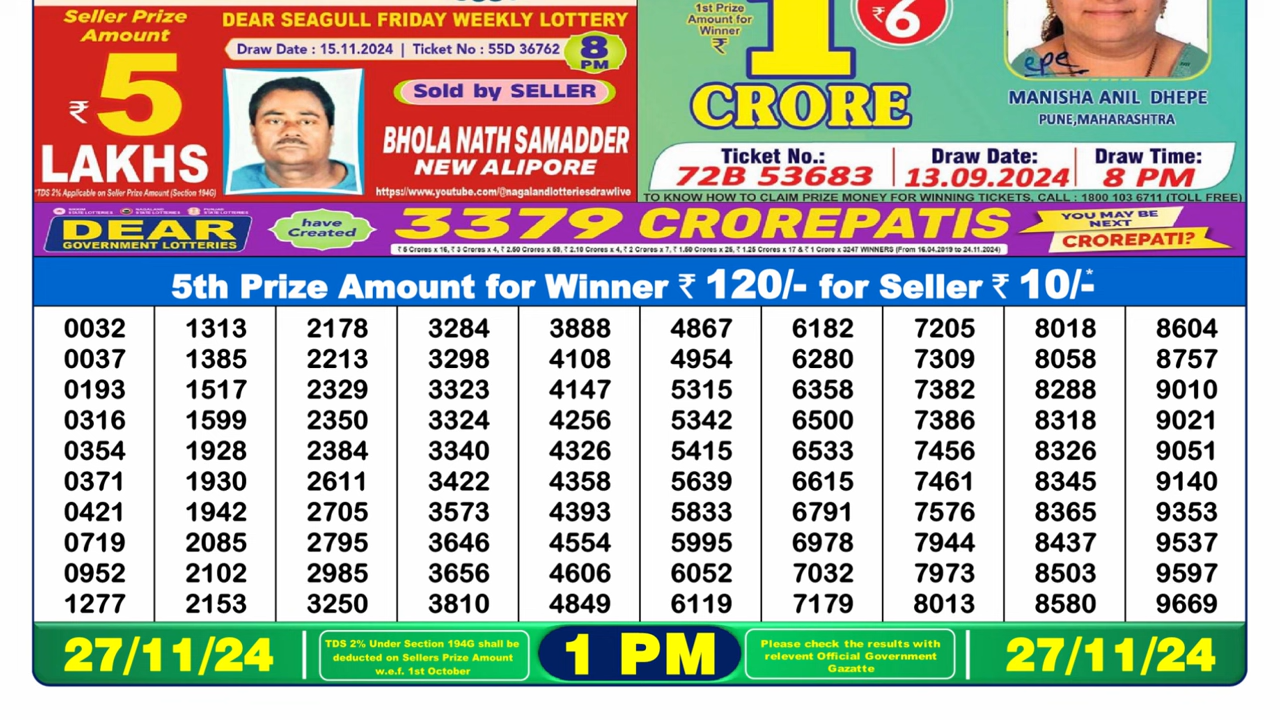 Seller Prize
Amount
₹ 5
LAKHS
*TDS 2% Applicable on Seller Prize Amount (Section 194G)
DEAR SEAGULL FRIDAY WEEKLY LOTTERY
Draw Date : 15.11.2024 | Ticket No : 55D 36762
8
PM
Sold by SELLER
BHOLA NATH SAMADDER
NEW ALIPORE
https://www.youtube.com/@nagalandlotteriesdrawlive
1st Prize
Amount for
Winner
₹
1
CRORE
₹6
epe
MANISHA ANIL DHEPE
PUNE,MAHARASHTRA
Ticket No.: Draw Date: Draw Time:
72B 53683 13.09.2024 8 PM
TO KNOW HOW TO CLAIM PRIZE MONEY FOR WINNING TICKETS, CALL : 1800 103 6711 (TOLL FREE)
DEAR
GOVERNMENT LOTTERIES
have
Created
3379 CROREPATIS
YOU MAY BE
NEXT
CROREPATI?
5th Prize Amount for Winner ₹ 120/- for Seller ₹ 10/-*
0032 1313 2178 3284 3888 4867 6182 7205 8018 8604
0037 1385 2213 3298 4108 4954 6280 7309 8058 8757
0193 1517 2329 3323 4147 5315 6358 7382 8288 9010
0316 1599 2350 3324 4256 5342 6500 7386 8318 9021
0354 1928 2384 3340 4326 5415 6533 7456 8326 9051
0371 1930 2611 3422 4358 5639 6615 7461 8345 9140
0421 1942 2705 3573 4393 5833 6791 7576 8365 9353
0719 2085 2795 3646 4554 5995 6978 7944 8437 9537
0952 2102 2985 3656 4606 6052 7032 7973 8503 9597
1277 2153 3250 3810 4849 6119 7179 8013 8580 9669
27/11/24
TDS 2% Under Section 194G shall be
deducted on Sellers Prize Amount
w.e.f. 1st October
1 PM
Please check the results with
relevent Official Government
Gazatte
27/11/24